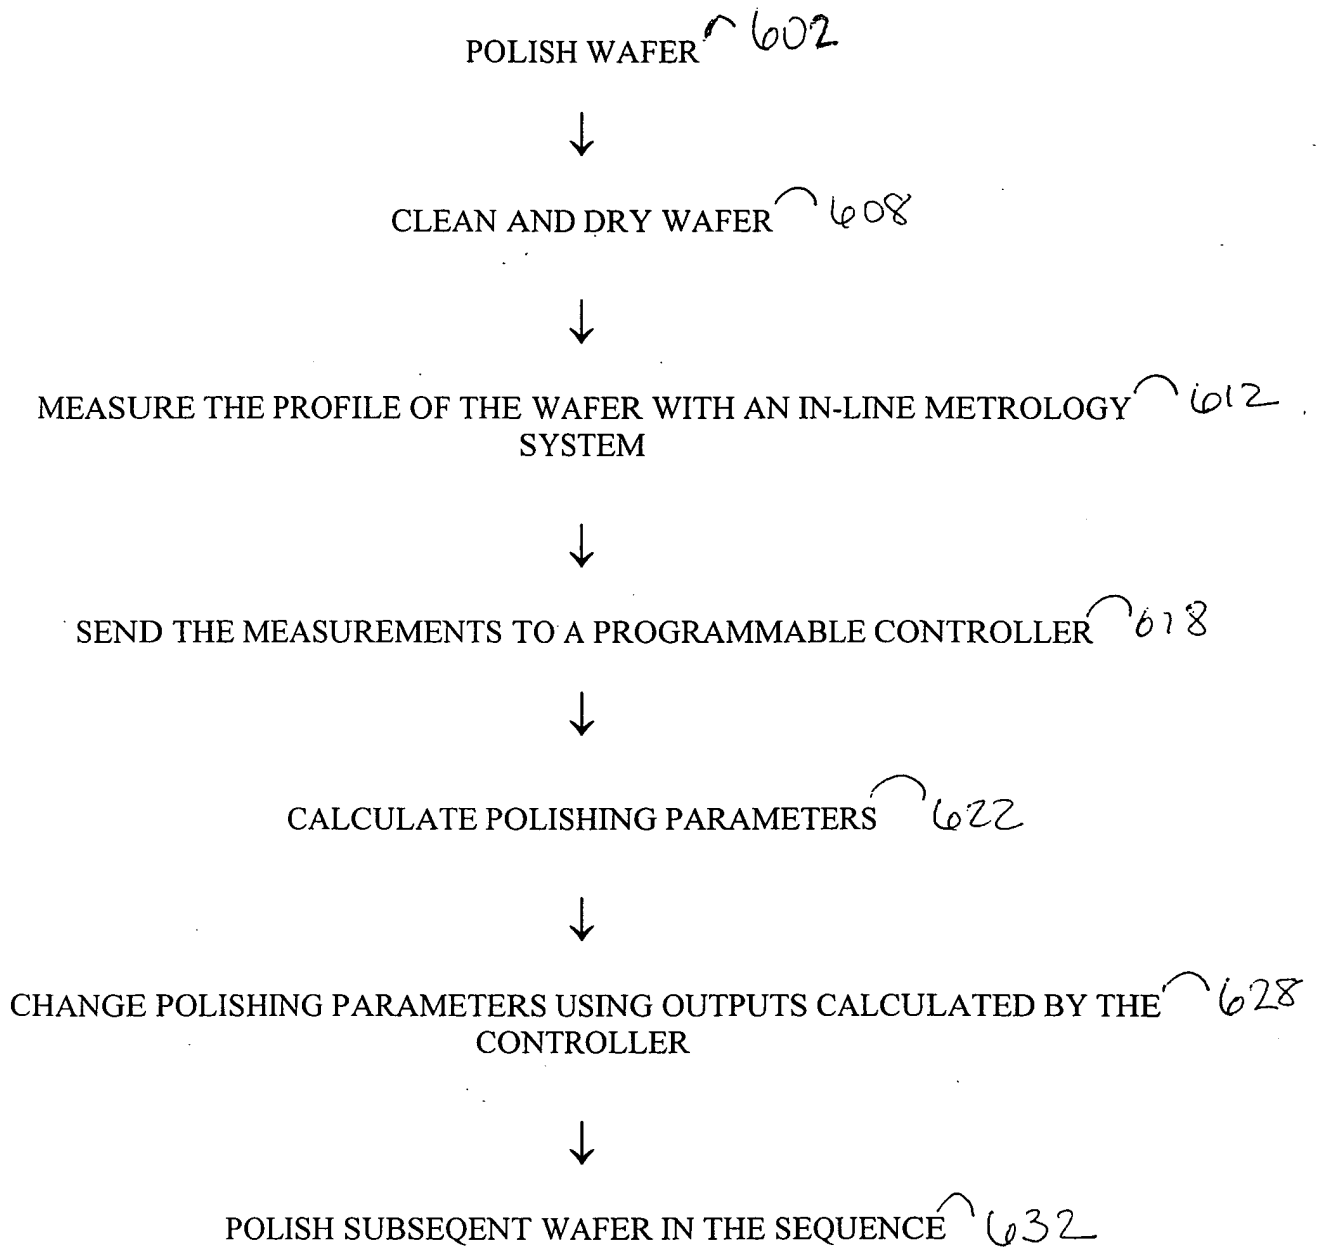 POLISH WAFER 602
↓
CLEAN AND DRY WAFER 608
↓
MEASURE THE PROFILE OF THE WAFER WITH AN IN-LINE METROLOGY 612
SYSTEM
↓
SEND THE MEASUREMENTS TO A PROGRAMMABLE CONTROLLER 618
↓
CALCULATE POLISHING PARAMETERS 622
↓
CHANGE POLISHING PARAMETERS USING OUTPUTS CALCULATED BY THE 628
CONTROLLER
↓
POLISH SUBSEQENT WAFER IN THE SEQUENCE 632